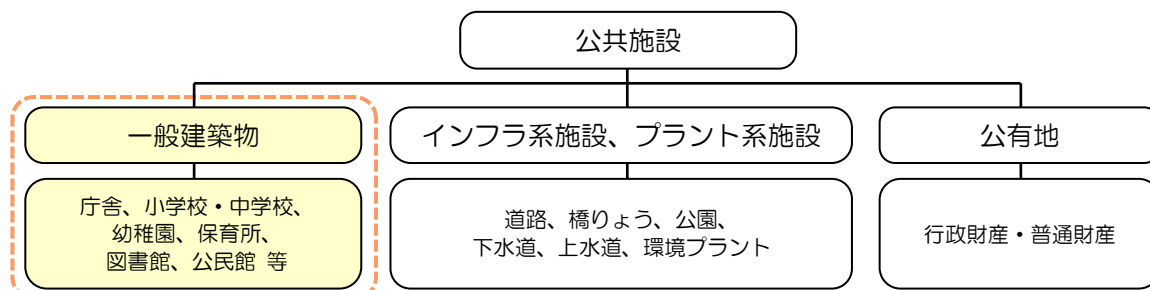 公共施設
一般建築物
インフラ系施設、プラント系施設
公有地
庁舎、小学校・中学校、
幼稚園、保育所、
図書館、公民館 等
道路、橋りょう、公園、
下水道、上水道、環境プラント
行政財産・普通財産